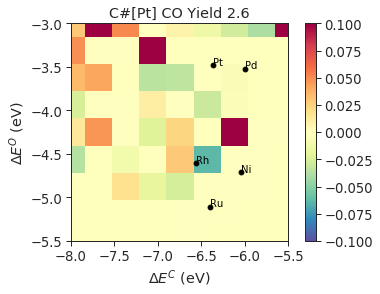 C#[Pt] CO Yield 2.6
−3.0
−3.5
−4.0
−4.5
−5.0
−5.5
ΔE^O (eV)
Pt
Pd
Rh
Ni
Ru
−8.0 −7.5 −7.0 −6.5 −6.0 −5.5
ΔE^C (eV)
0.100
0.075
0.050
0.025
0.000
−0.025
−0.050
−0.075
−0.100